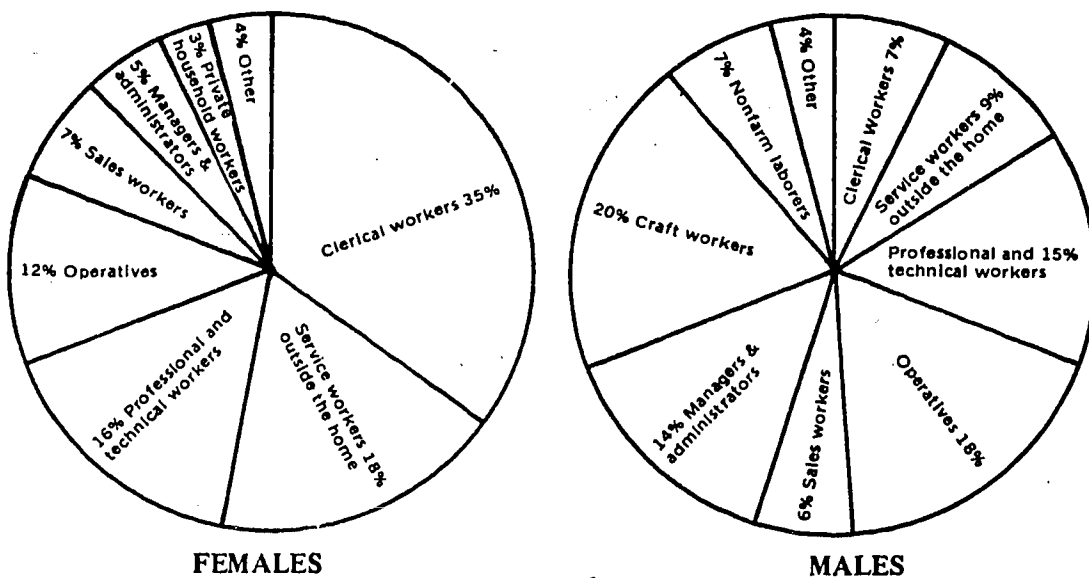 Clerical workers 35%
Service workers 18%
outside the home
16% Professional and
technical workers
12% Operatives
7% Sales workers
5% Managers &
administrators
3% Private
household workers
4% Other
FEMALES
Clerical workers 7%
Service workers 9%
outside the home
Professional and 15%
technical workers
Operatives 18%
6% Sales workers
14% Managers &
administrators
20% Craft workers
7% Nonfarm laborers
4% Other
MALES